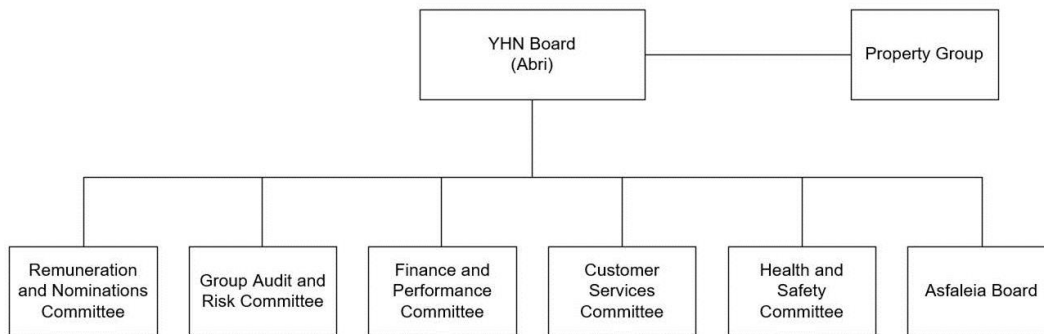 YHN Board
(Abri)
Property Group
Remuneration
and Nominations
Committee
Group Audit and
Risk Committee
Finance and
Performance
Committee
Customer
Services
Committee
Health and
Safety
Committee
Asfaleia Board